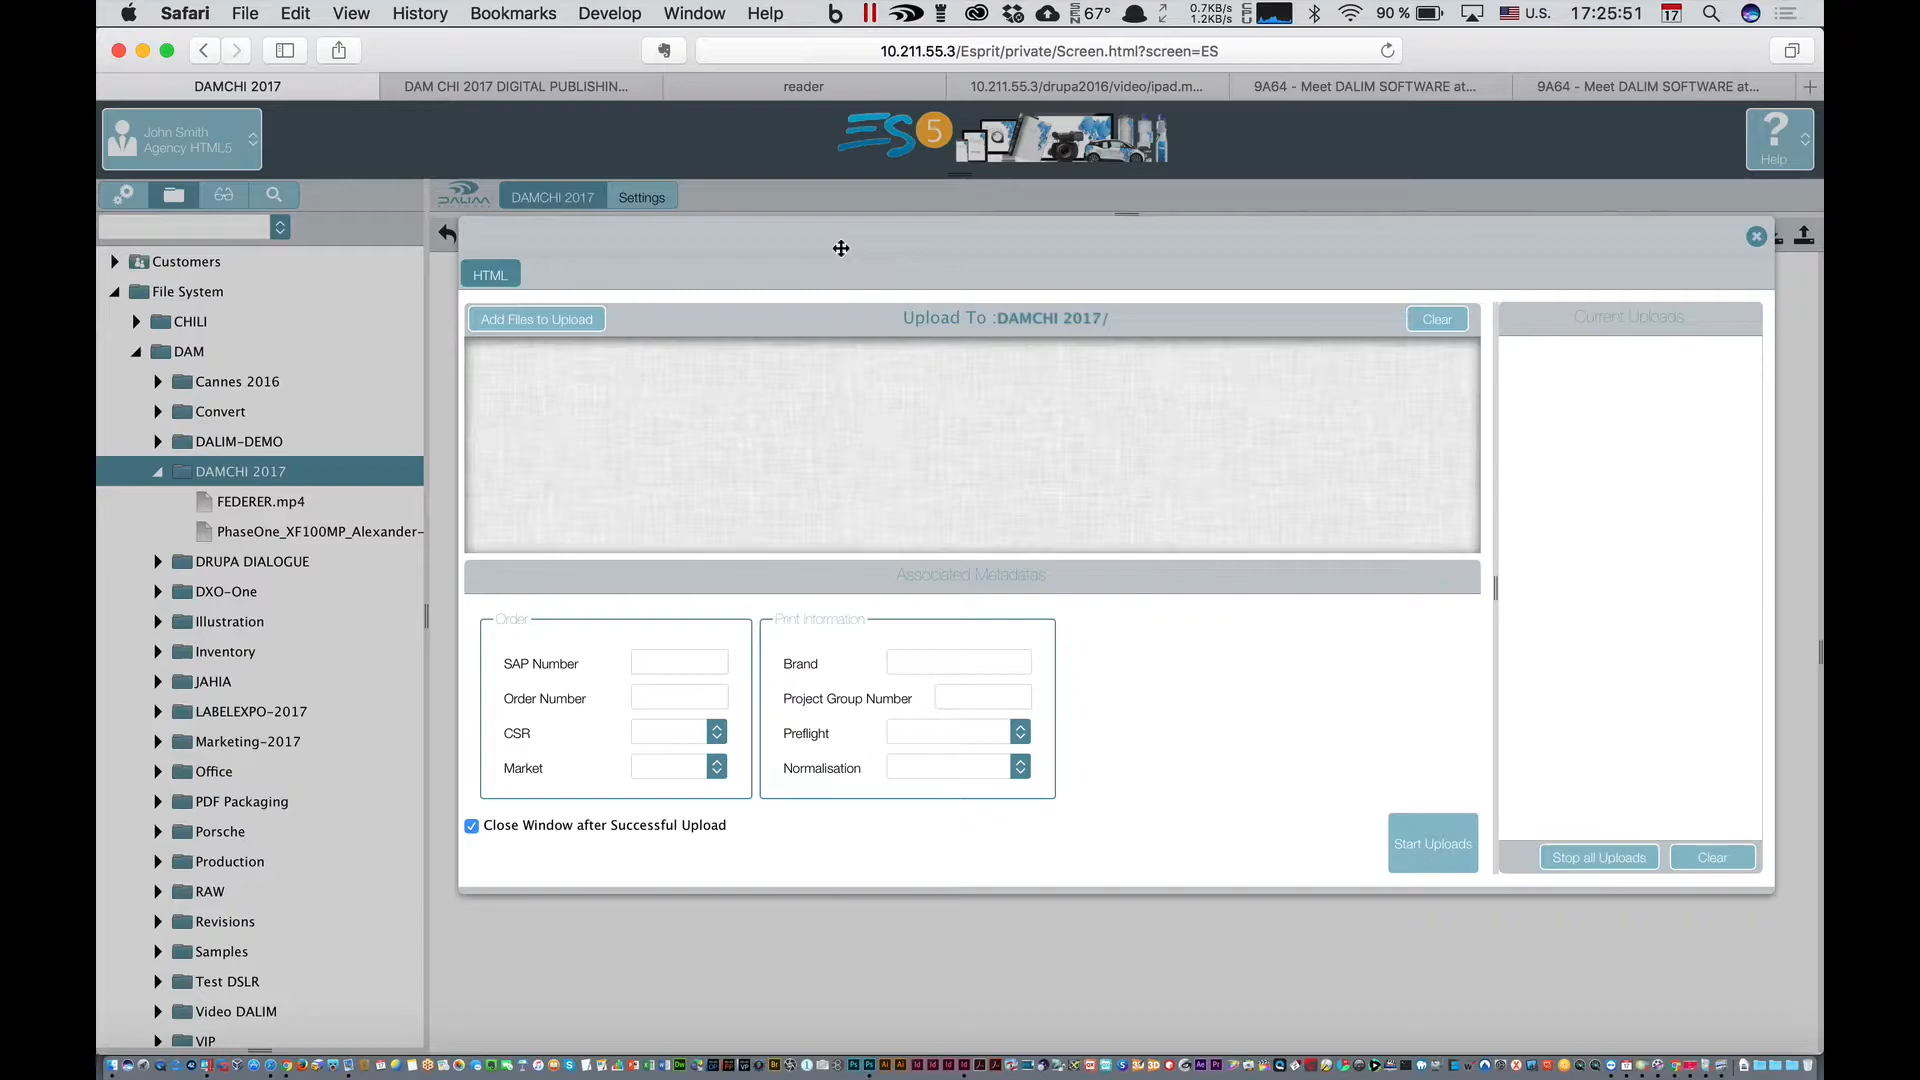 Safari File Edit View History Bookmarks Develop Window Help 67° 0.7KB/s 1.2KB/s 90 % U.S. 17:25:51 17
10.211.55.3/Esprit/private/Screen.html?screen=ES
DAMCHI 2017 DAM CHI 2017 DIGITAL PUBLISHIN... reader 10.211.55.3/drupa2016/video/ipad.m... 9A64 - Meet DALIM SOFTWARE at... 9A64 - Meet DALIM SOFTWARE at...
John Smith
Agency HTML5
ES 5
?
Help
DALIM DAMCHI 2017 Settings
HTML
Customers
File System
CHILI
DAM
Cannes 2016
Convert
DALIM-DEMO
DAMCHI 2017
FEDERER.mp4
PhaseOne_XF100MP_Alexander-
DRUPA DIALOGUE
DXO-One
Illustration
Inventory
JAHIA
LABELEXPO-2017
Marketing-2017
Office
PDF Packaging
Porsche
Production
RAW
Revisions
Samples
Test DSLR
Video DALIM
VIP
Add Files to Upload Upload To :DAMCHI 2017/ Clear
Current Uploads
Associated Metadatas
Order
SAP Number
Order Number
CSR
Market
Print Information
Brand
Project Group Number
Preflight
Normalisation
Close Window after Successful Upload
Start Uploads
Stop all Uploads Clear